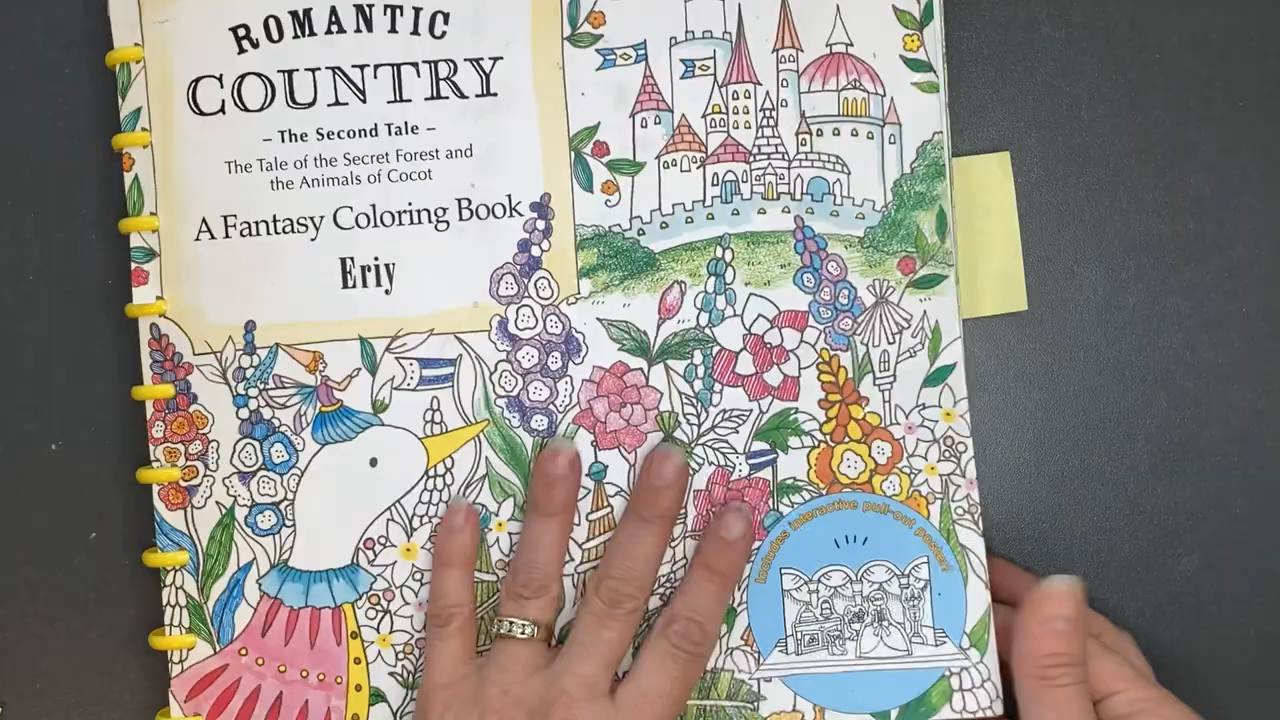 ROMANTIC
COUNTRY
– The Second Tale –
The Tale of the Secret Forest and
the Animals of Cocot
A Fantasy Coloring Book
Eriy
Includes interactive pull-out poster